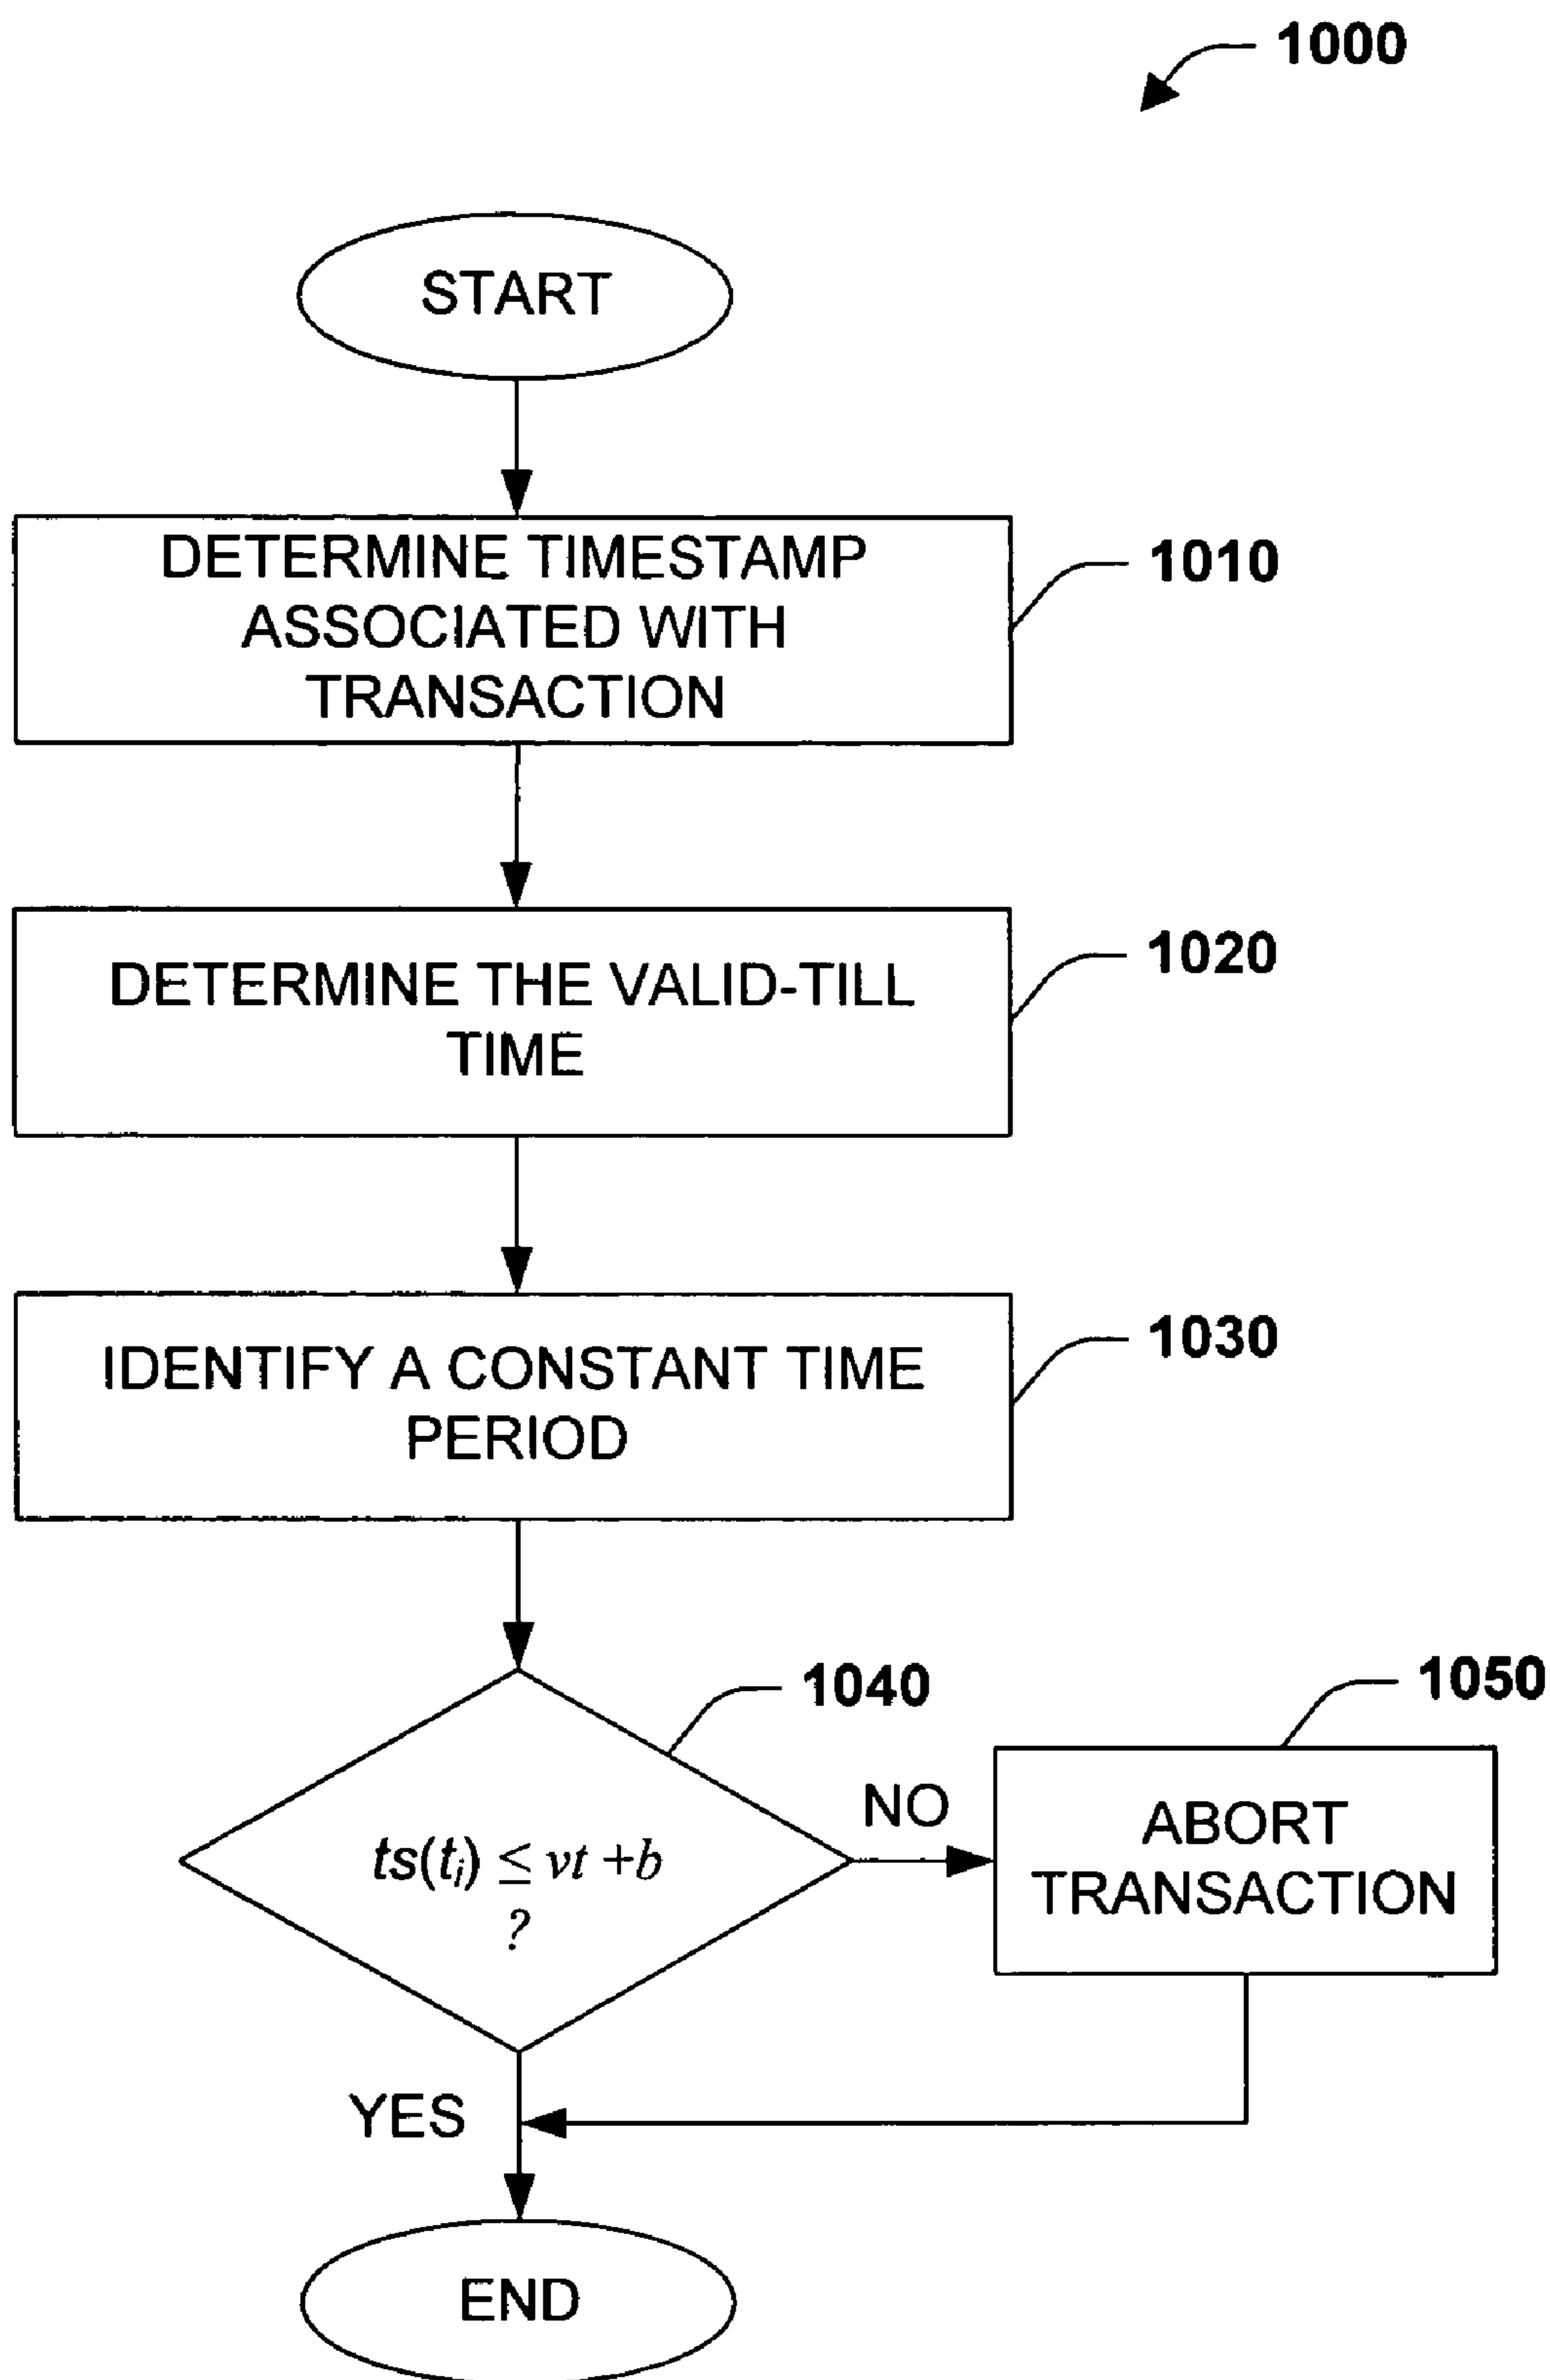 1000
START
DETERMINE TIMESTAMP
ASSOCIATED WITH
TRANSACTION
1010
DETERMINE THE VALID-TILL
TIME
1020
IDENTIFY A CONSTANT TIME
PERIOD
1030
1040
1050
ts(tᵢ) ≤ vt +b
?
NO
ABORT
TRANSACTION
YES
END